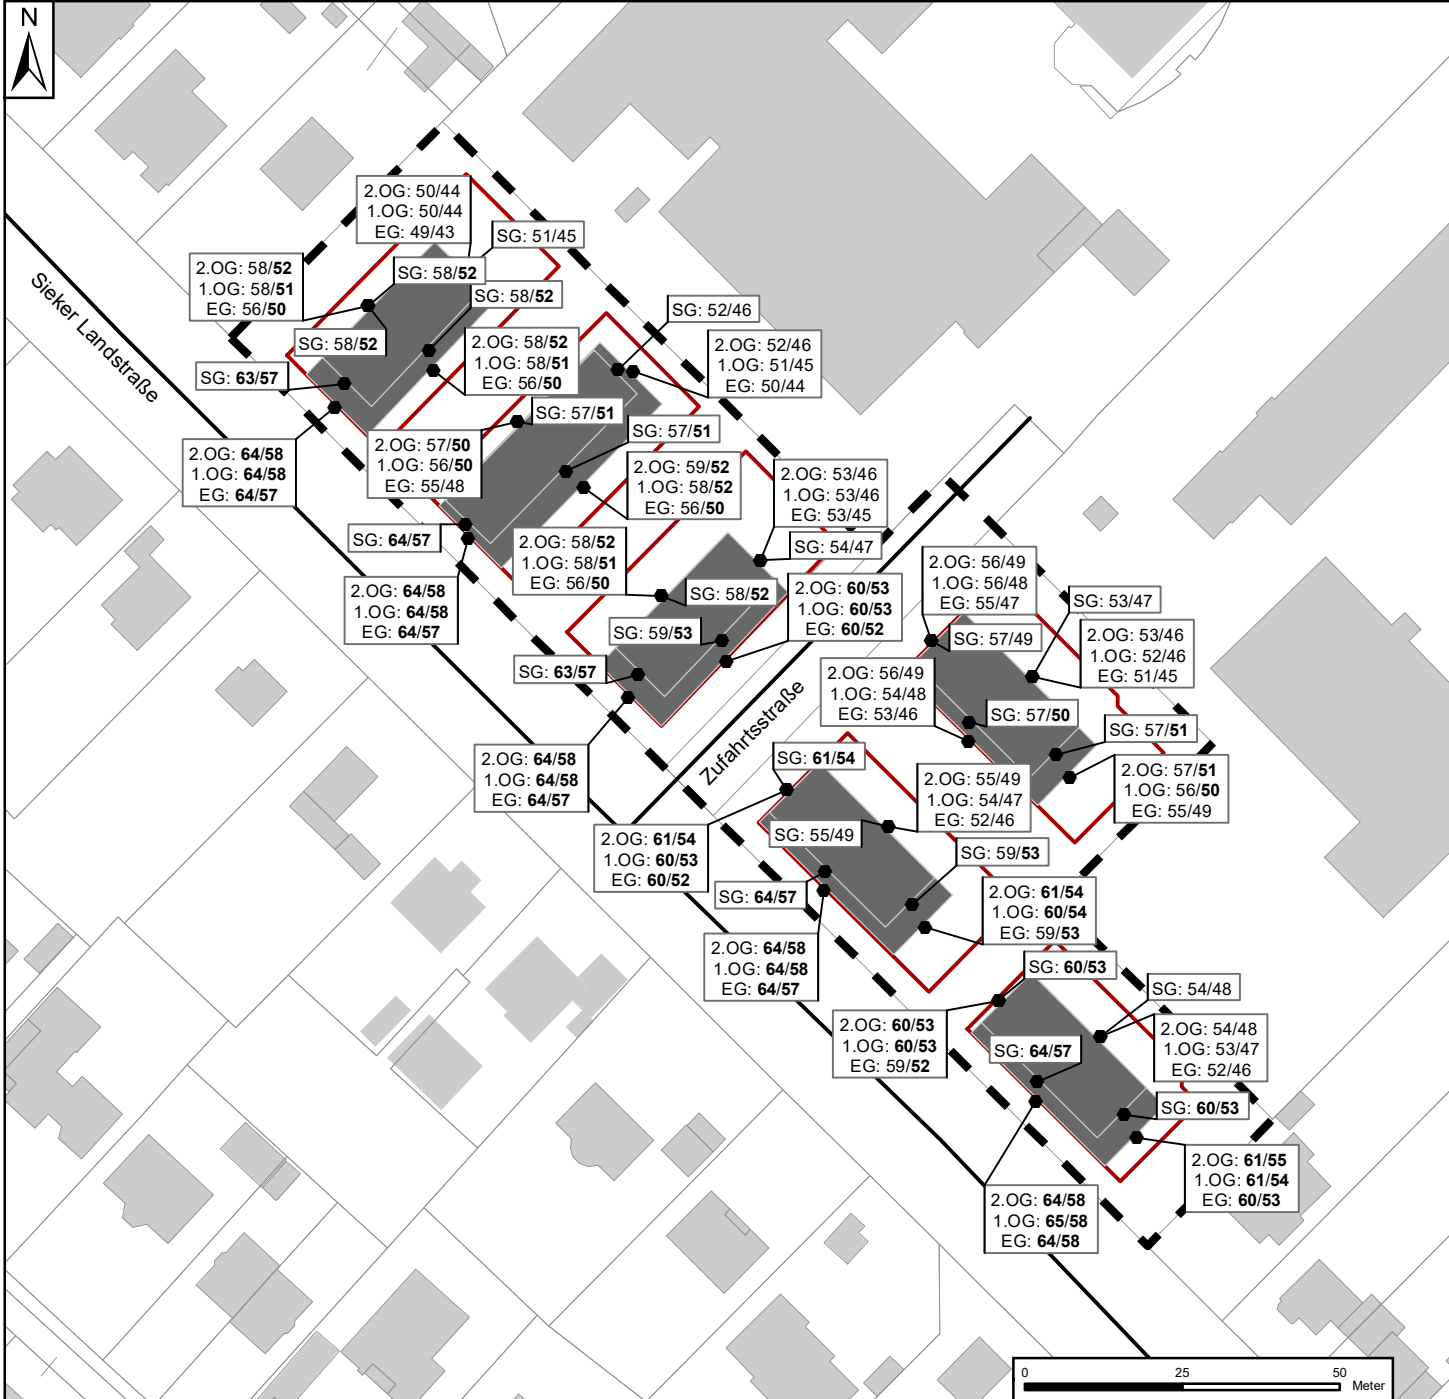 N
2.OG: 50/44
1.OG: 50/44
EG: 49/43
SG: 51/45
2.OG: 58/52
1.OG: 58/51
EG: 56/50
SG: 58/52
SG: 58/52
SG: 58/52
SG: 52/46
2.OG: 52/46
1.OG: 51/45
EG: 50/44
2.OG: 58/52
1.OG: 58/51
EG: 56/50
Sieker Landstraße
SG: 63/57
SG: 57/51
SG: 57/51
2.OG: 64/58
1.OG: 64/58
EG: 64/57
2.OG: 57/50
1.OG: 56/50
EG: 55/48
2.OG: 59/52
1.OG: 58/52
EG: 56/50
2.OG: 53/46
1.OG: 53/46
EG: 53/45
SG: 64/57
2.OG: 58/52
1.OG: 58/51
EG: 56/50
SG: 54/47
2.OG: 56/49
1.OG: 56/48
EG: 55/47
2.OG: 64/58
1.OG: 64/58
EG: 64/57
SG: 58/52
2.OG: 60/53
1.OG: 60/53
EG: 60/52
SG: 53/47
SG: 59/53
SG: 57/49
2.OG: 53/46
1.OG: 52/46
EG: 51/45
SG: 63/57
2.OG: 56/49
1.OG: 54/48
EG: 53/46
Zufahrtsstraße
SG: 57/50
SG: 57/51
2.OG: 64/58
1.OG: 64/58
EG: 64/57
SG: 61/54
2.OG: 55/49
1.OG: 54/47
EG: 52/46
2.OG: 57/51
1.OG: 56/50
EG: 55/49
2.OG: 61/54
1.OG: 60/53
EG: 60/52
SG: 55/49
SG: 59/53
SG: 64/57
2.OG: 61/54
1.OG: 60/54
EG: 59/53
2.OG: 64/58
1.OG: 64/58
EG: 64/57
SG: 60/53
SG: 54/48
2.OG: 60/53
1.OG: 60/53
EG: 59/52
SG: 64/57
2.OG: 54/48
1.OG: 53/47
EG: 52/46
SG: 60/53
2.OG: 61/55
1.OG: 61/54
EG: 60/53
2.OG: 64/58
1.OG: 65/58
EG: 64/58
0 25 50
Meter